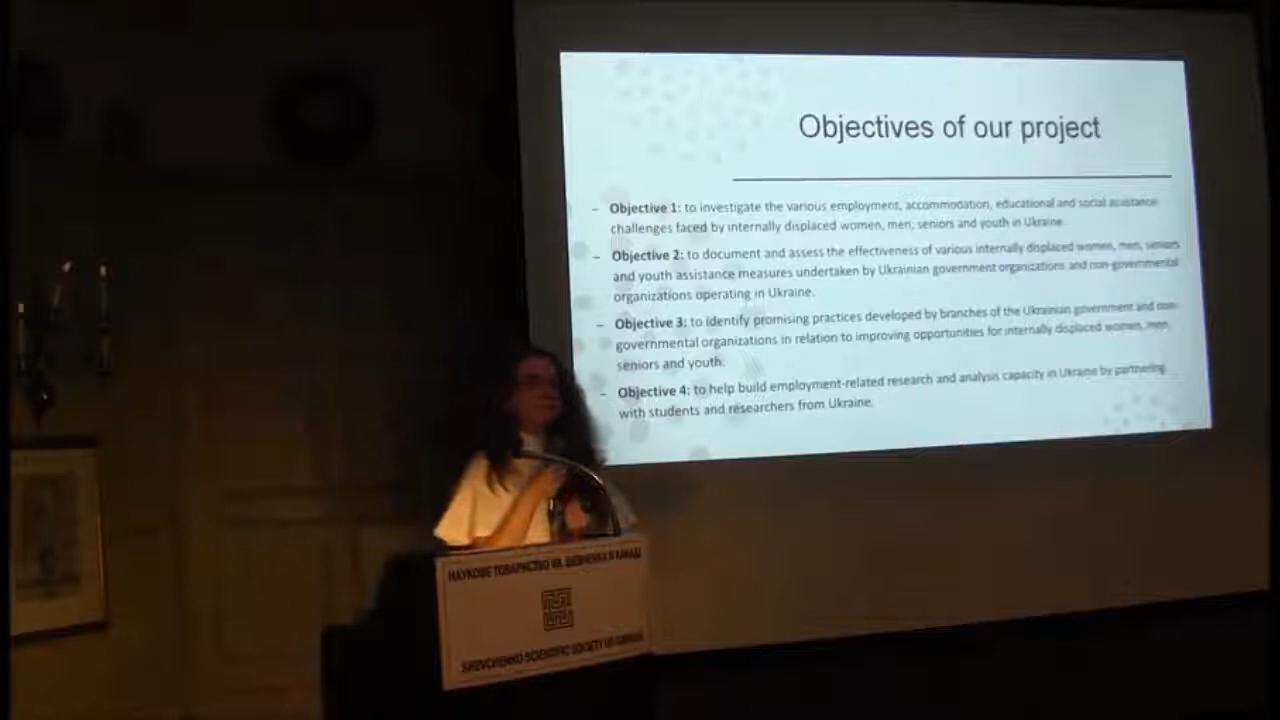 Objectives of our project
– Objective 1: to investigate the various employment, accommodation, educational and social assistance
challenges faced by internally displaced women, men, seniors and youth in Ukraine.
– Objective 2: to document and assess the effectiveness of various internally displaced women, men, seniors
and youth assistance measures undertaken by Ukrainian government organizations and non-governmental
organizations operating in Ukraine.
– Objective 3: to identify promising practices developed by branches of the Ukrainian government and non-
governmental organizations in relation to improving opportunities for internally displaced women, men,
seniors and youth.
– Objective 4: to help build employment-related research and analysis capacity in Ukraine by partnering
with students and researchers from Ukraine.
НАУКОВЕ ТОВАРИСТВО ІМ. ШЕВЧЕНКА В КАНАДІ
SHEVCHENKO SCIENTIFIC SOCIETY OF CANADA